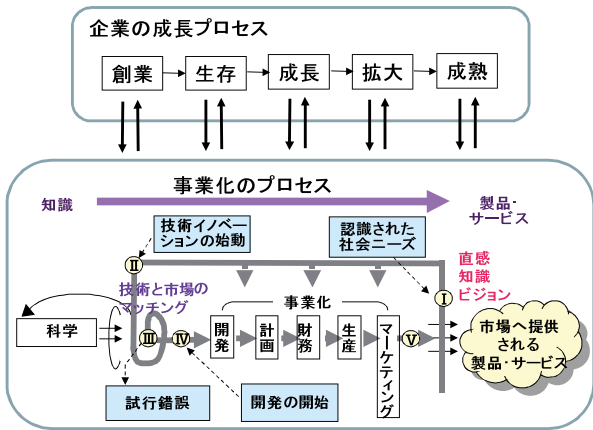 企業の成長プロセス
創業
生存
成長
拡大
成熟
事業化のプロセス
知識
製品・
サービス
技術イノベー
ションの始動
認識された
社会ニーズ
直感
知識
ビジョン
Ⅱ
Ⅰ
技術と市場の
マッチング
事業化
科学
Ⅲ
Ⅳ
開発
計画
財務
生産
マーケティング
Ⅴ
市場へ提供
される
製品・サービス
試行錯誤
開発の開始